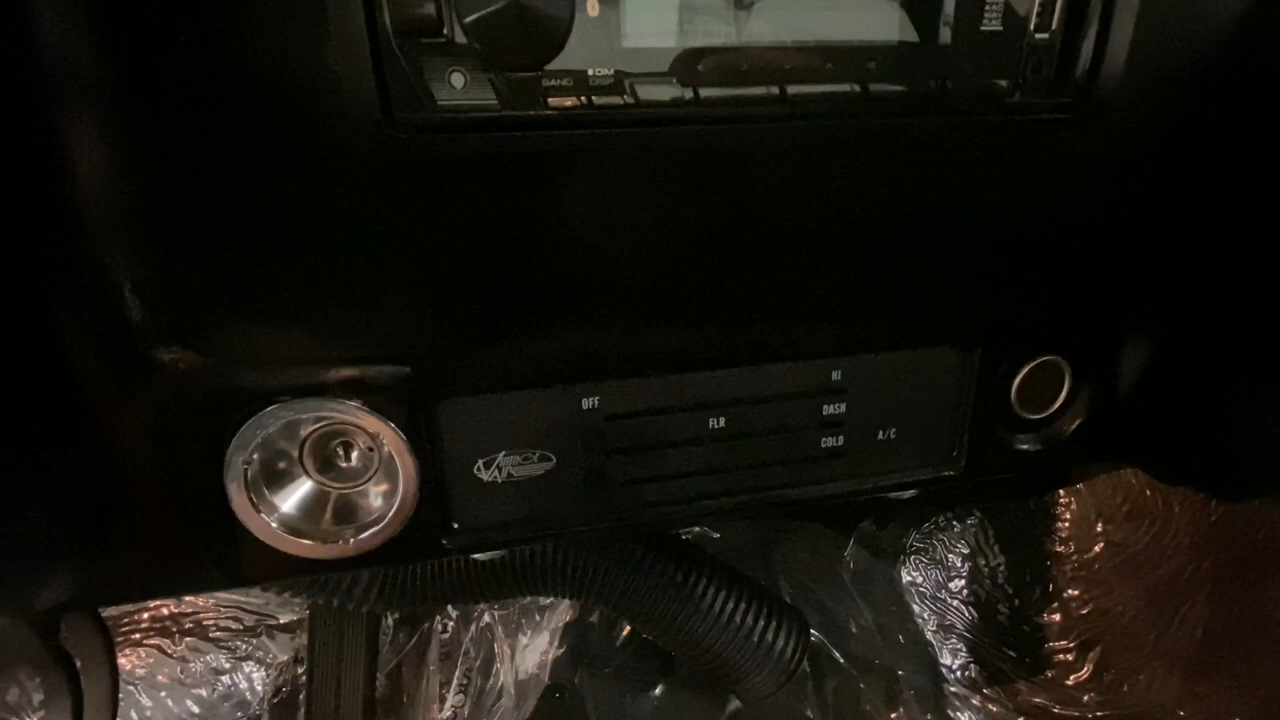 BAND
DISP
HI
OFF
DASH
FLR
COLD
A/C
VINTAGE
AIR